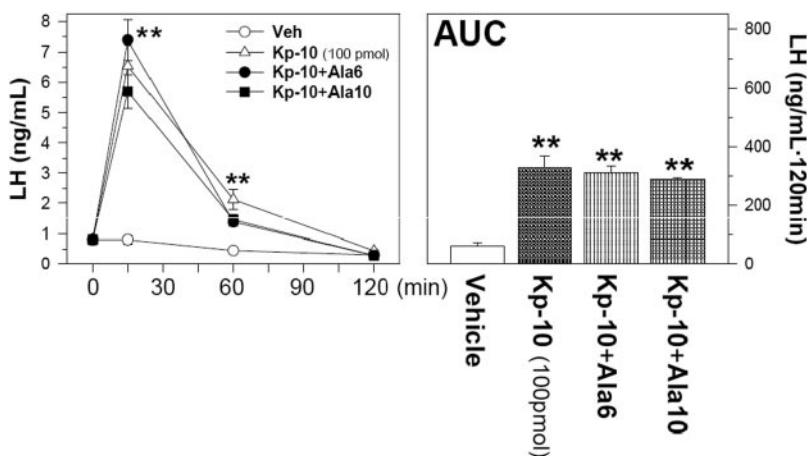 8
7
6
5
4
3
2
1
0
LH (ng/mL)
**
**
Veh
Kp-10 (100 pmol)
Kp-10+Ala6
Kp-10+Ala10
0 30 60 90 120 (min)
AUC
**
**
**
800
600
400
200
0
LH (ng/mL·120min)
Vehicle
Kp-10 (100pmol)
Kp-10+Ala6
Kp-10+Ala10